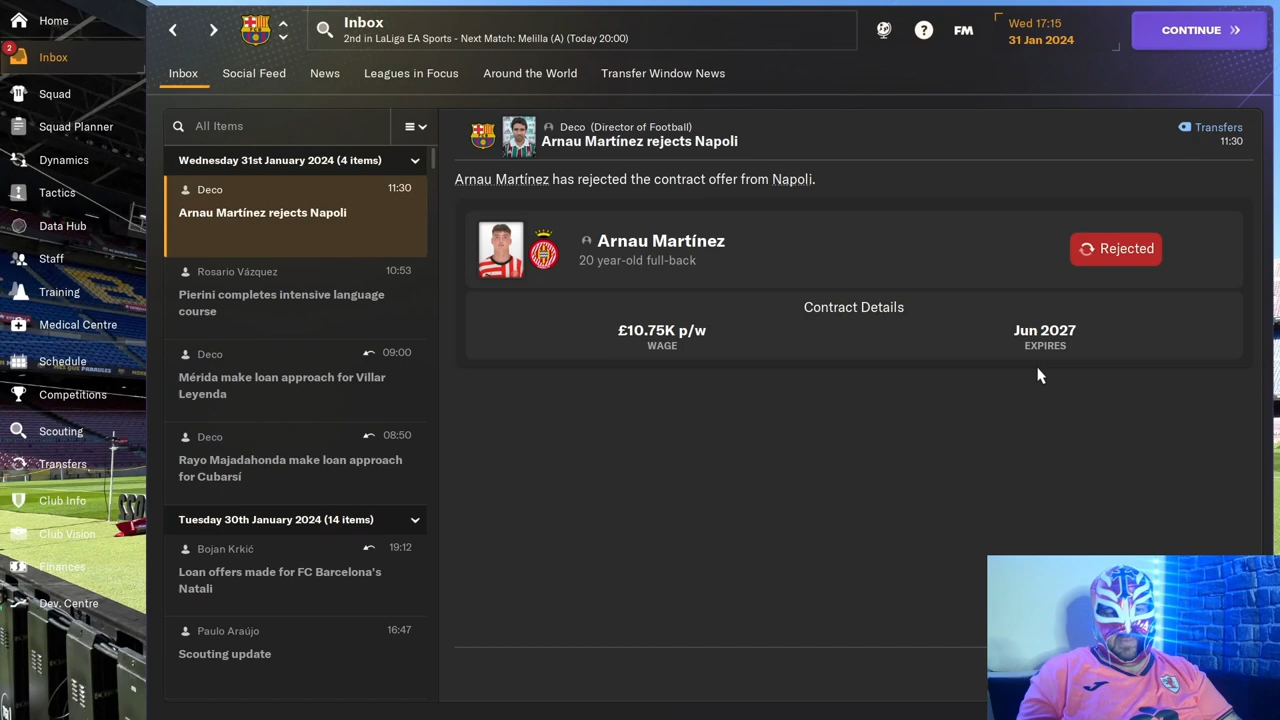 Home
2
Inbox
Squad
Squad Planner
Dynamics
Tactics
Data Hub
Staff
Training
Medical Centre
Schedule
Competitions
Scouting
Transfers
Club Info
Club Vision
Finances
Dev. Centre
Inbox
2nd in LaLiga EA Sports - Next Match: Melilla (A) (Today 20:00)
?
FM
Wed 17:15
31 Jan 2024
CONTINUE
Inbox
Social Feed
News
Leagues in Focus
Around the World
Transfer Window News
All Items
Wednesday 31st January 2024 (4 items)
Deco 11:30
Arnau Martínez rejects Napoli
Rosario Vázquez 10:53
Pierini completes intensive language
course
Deco 09:00
Mérida make loan approach for Villar
Leyenda
Deco 08:50
Rayo Majadahonda make loan approach
for Cubarsí
Tuesday 30th January 2024 (14 items)
Bojan Krkić 19:12
Loan offers made for FC Barcelona's
Natali
Paulo Araújo 16:47
Scouting update
Deco (Director of Football)
Arnau Martínez rejects Napoli
Transfers
11:30
Arnau Martínez has rejected the contract offer from Napoli.
Arnau Martínez
20 year-old full-back
Rejected
Contract Details
£10.75K p/w
WAGE
Jun 2027
EXPIRES